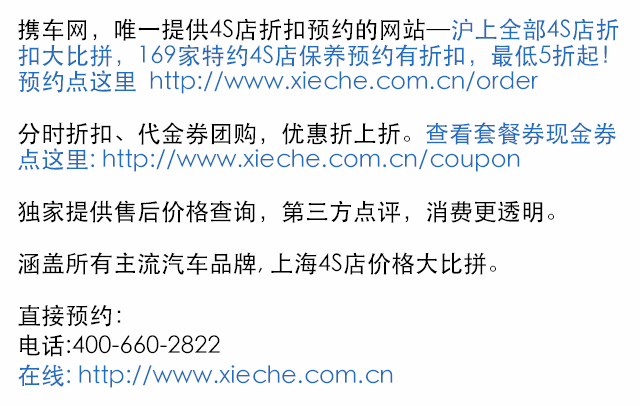 携车网，唯一提供4S店折扣预约的网站—沪上全部4S店折
扣大比拼，169家特约4S店保养预约有折扣，最低5折起！
预约点这里 http://www.xieche.com.cn/order
分时折扣、代金券团购，优惠折上折。查看套餐券现金券
点这里: http://www.xieche.com.cn/coupon
独家提供售后价格查询，第三方点评，消费更透明。
涵盖所有主流汽车品牌, 上海4S店价格大比拼。
直接预约：
电话:400-660-2822
在线: http://www.xieche.com.cn